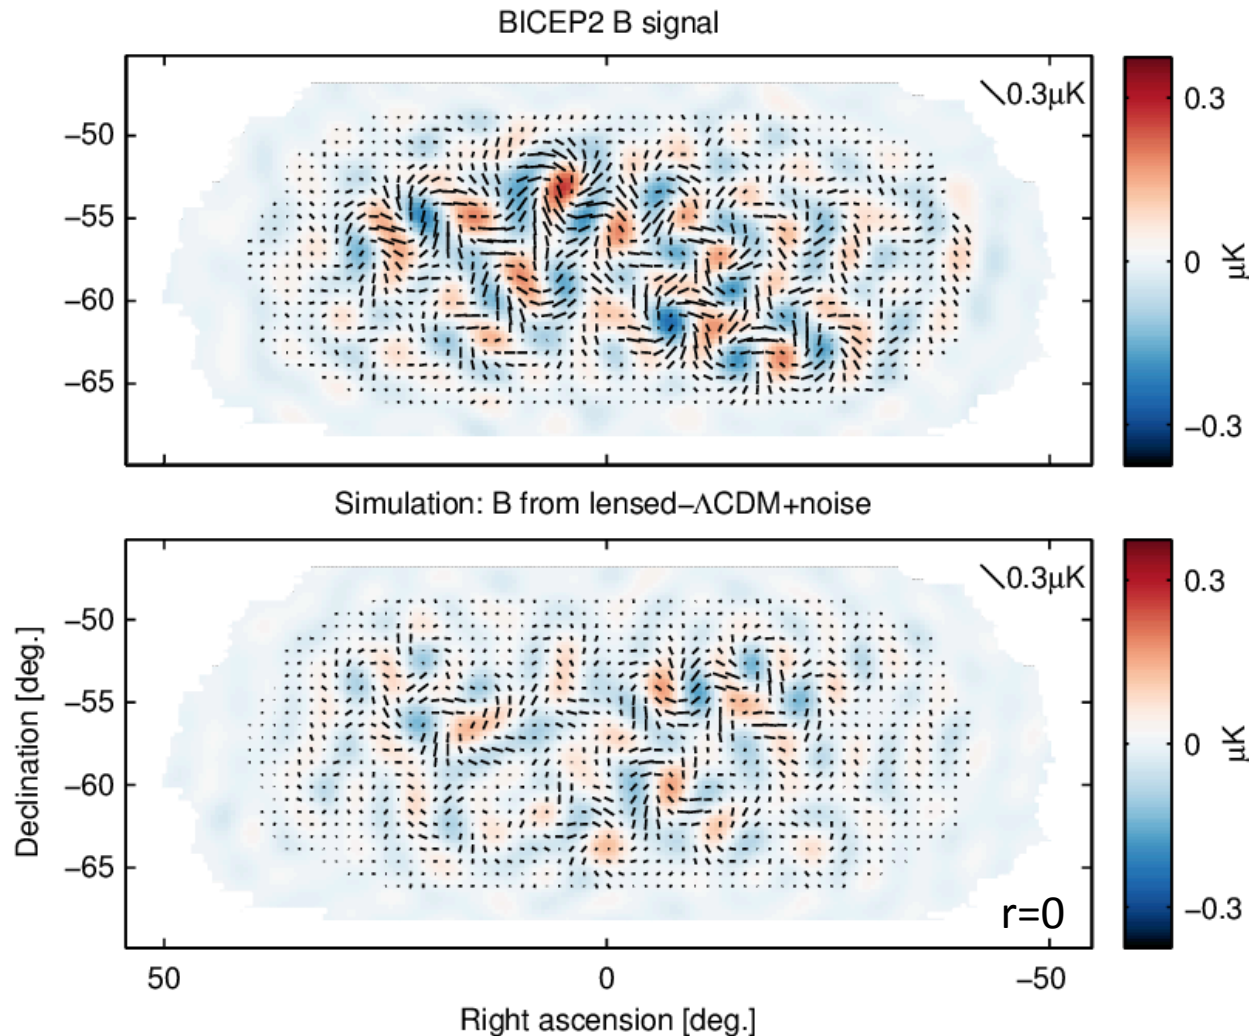 BICEP2 B signal
0.3μK
−50
−55
−60
−65
0.3
0
−0.3
μK
Simulation: B from lensed−ΛCDM+noise
0.3μK
−50
−55
−60
−65
Declination [deg.]
r=0
0.3
0
−0.3
μK
50
0
−50
Right ascension [deg.]